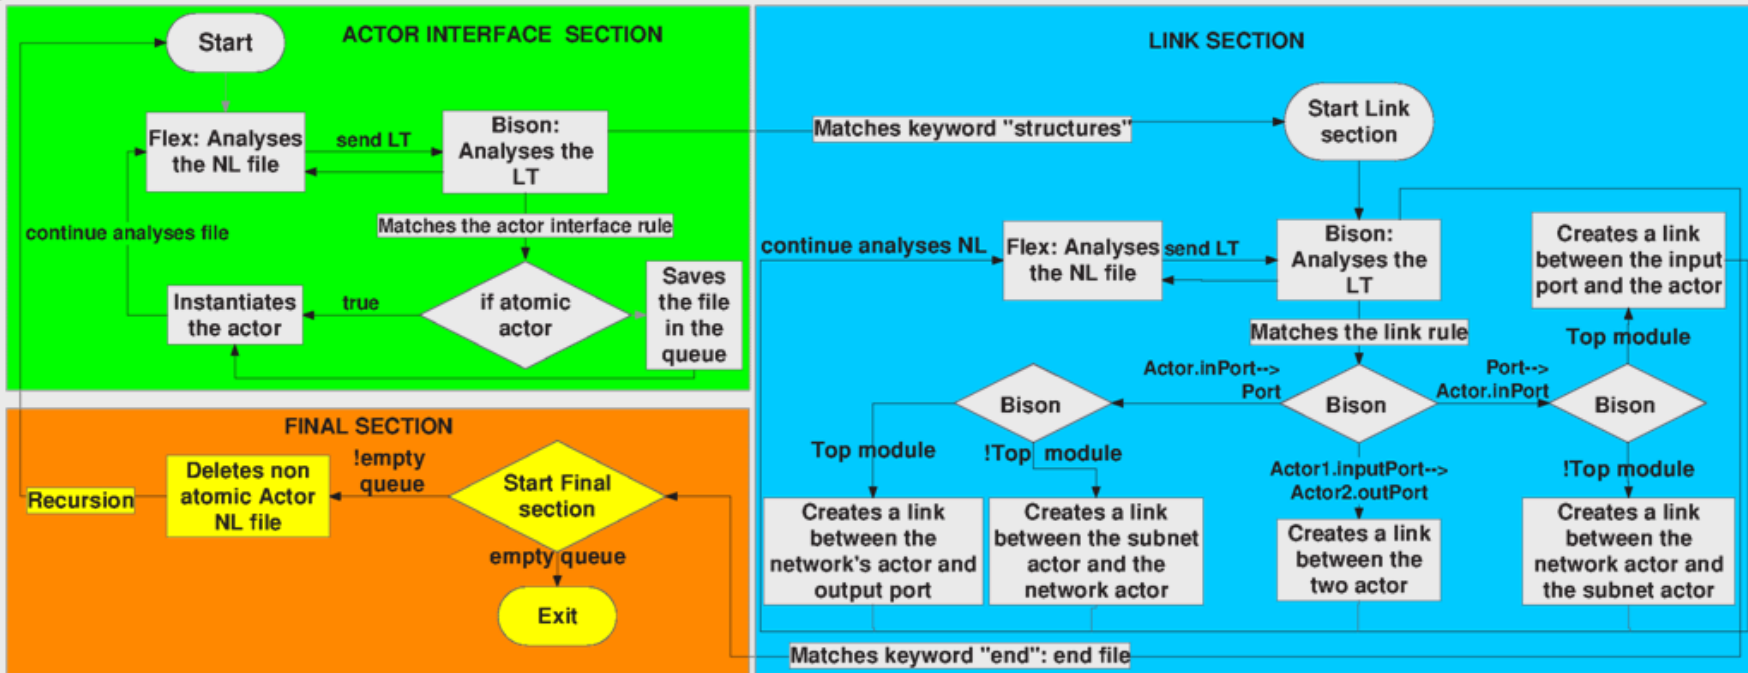 ACTOR INTERFACE SECTION
Start
Flex: Analyses
the NL file
send LT
Bison:
Analyses the
LT
Matches the actor interface rule
continue analyses file
Instantiates
the actor
true
if atomic
actor
Saves
the file
in the
queue
LINK SECTION
Matches keyword "structures"
Start Link
section
continue analyses NL
Flex: Analyses
the NL file
send LT
Bison:
Analyses the
LT
Creates a link
between the input
port and the actor
Matches the link rule
Top module
Actor.inPort-->
Port
Port-->
Actor.inPort
Bison
Bison
Bison
Top module
!Top module
Actor1.inputPort-->
Actor2.outPort
!Top module
Creates a link
between the
network's actor and
output port
Creates a link
between the subnet
actor and the
network actor
Creates a link
between the
two actor
Creates a link
between the
network actor and
the subnet actor
Matches keyword "end": end file
FINAL SECTION
Start Final
section
!empty
queue
Deletes non
atomic Actor
NL file
Recursion
empty queue
Exit